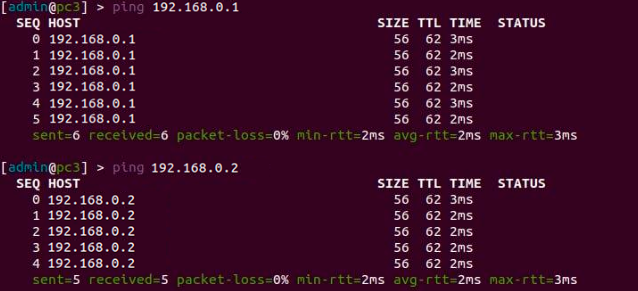 [admin@pc3] > ping 192.168.0.1
SEQ HOST SIZE TTL TIME STATUS
0 192.168.0.1 56 62 3ms
1 192.168.0.1 56 62 2ms
2 192.168.0.1 56 62 3ms
3 192.168.0.1 56 62 2ms
4 192.168.0.1 56 62 3ms
5 192.168.0.1 56 62 2ms
sent=6 received=6 packet-loss=0% min-rtt=2ms avg-rtt=2ms max-rtt=3ms
[admin@pc3] > ping 192.168.0.2
SEQ HOST SIZE TTL TIME STATUS
0 192.168.0.2 56 62 3ms
1 192.168.0.2 56 62 2ms
2 192.168.0.2 56 62 2ms
3 192.168.0.2 56 62 2ms
4 192.168.0.2 56 62 2ms
sent=5 received=5 packet-loss=0% min-rtt=2ms avg-rtt=2ms max-rtt=3ms